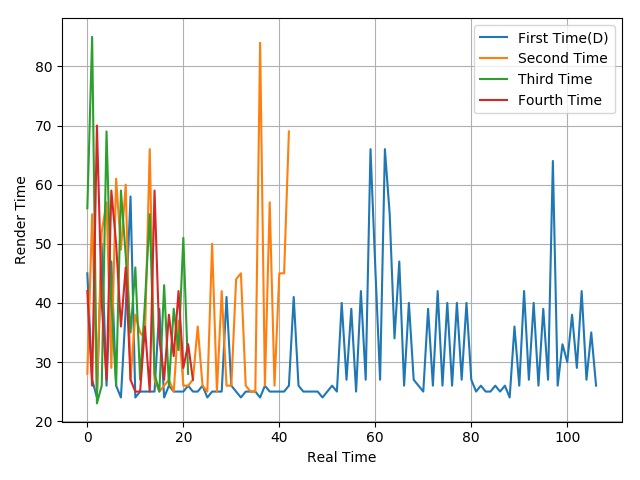 First Time(D)
Second Time
Third Time
Fourth Time
80
70
60
50
40
30
20
Render Time
0
20
40
60
80
100
Real Time